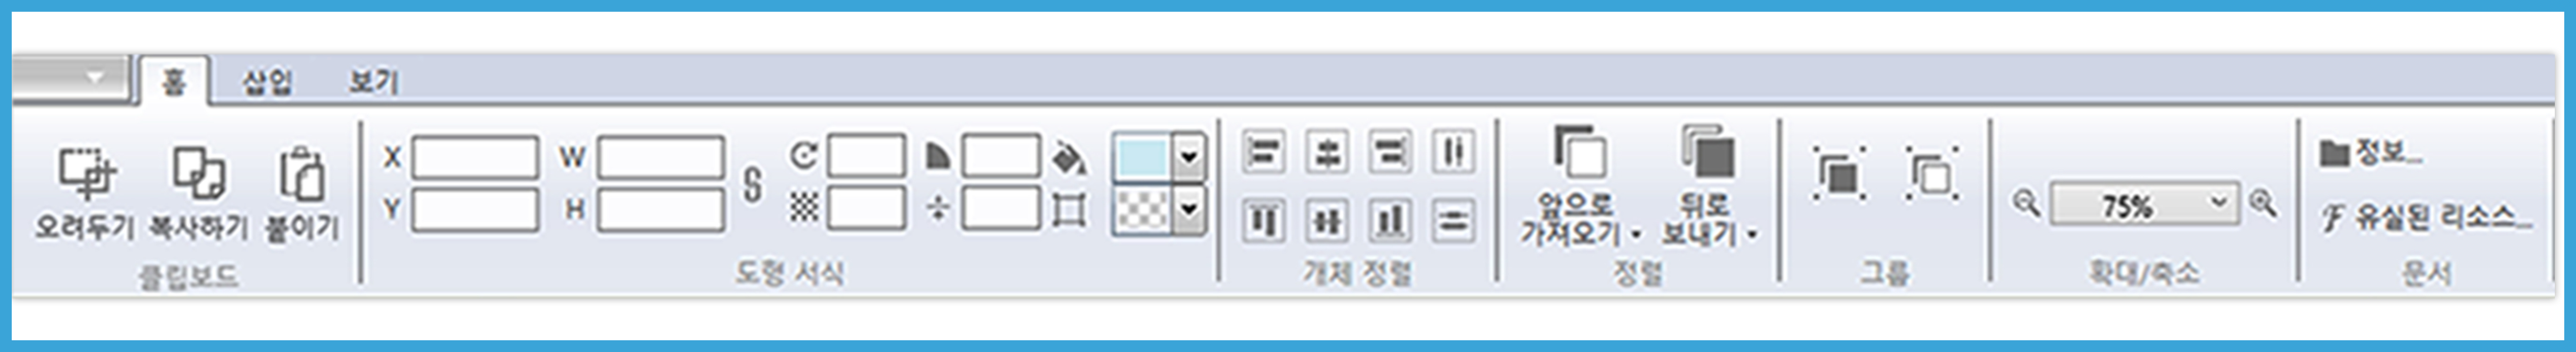 홈 삽입 보기
오려두기 복사하기 붙이기
클립보드
X W
Y H
도형 서식
개체 정렬
앞으로
가져오기
뒤로
보내기
정렬
그룹
75%
확대/축소
정보...
유실된 리소스...
문서